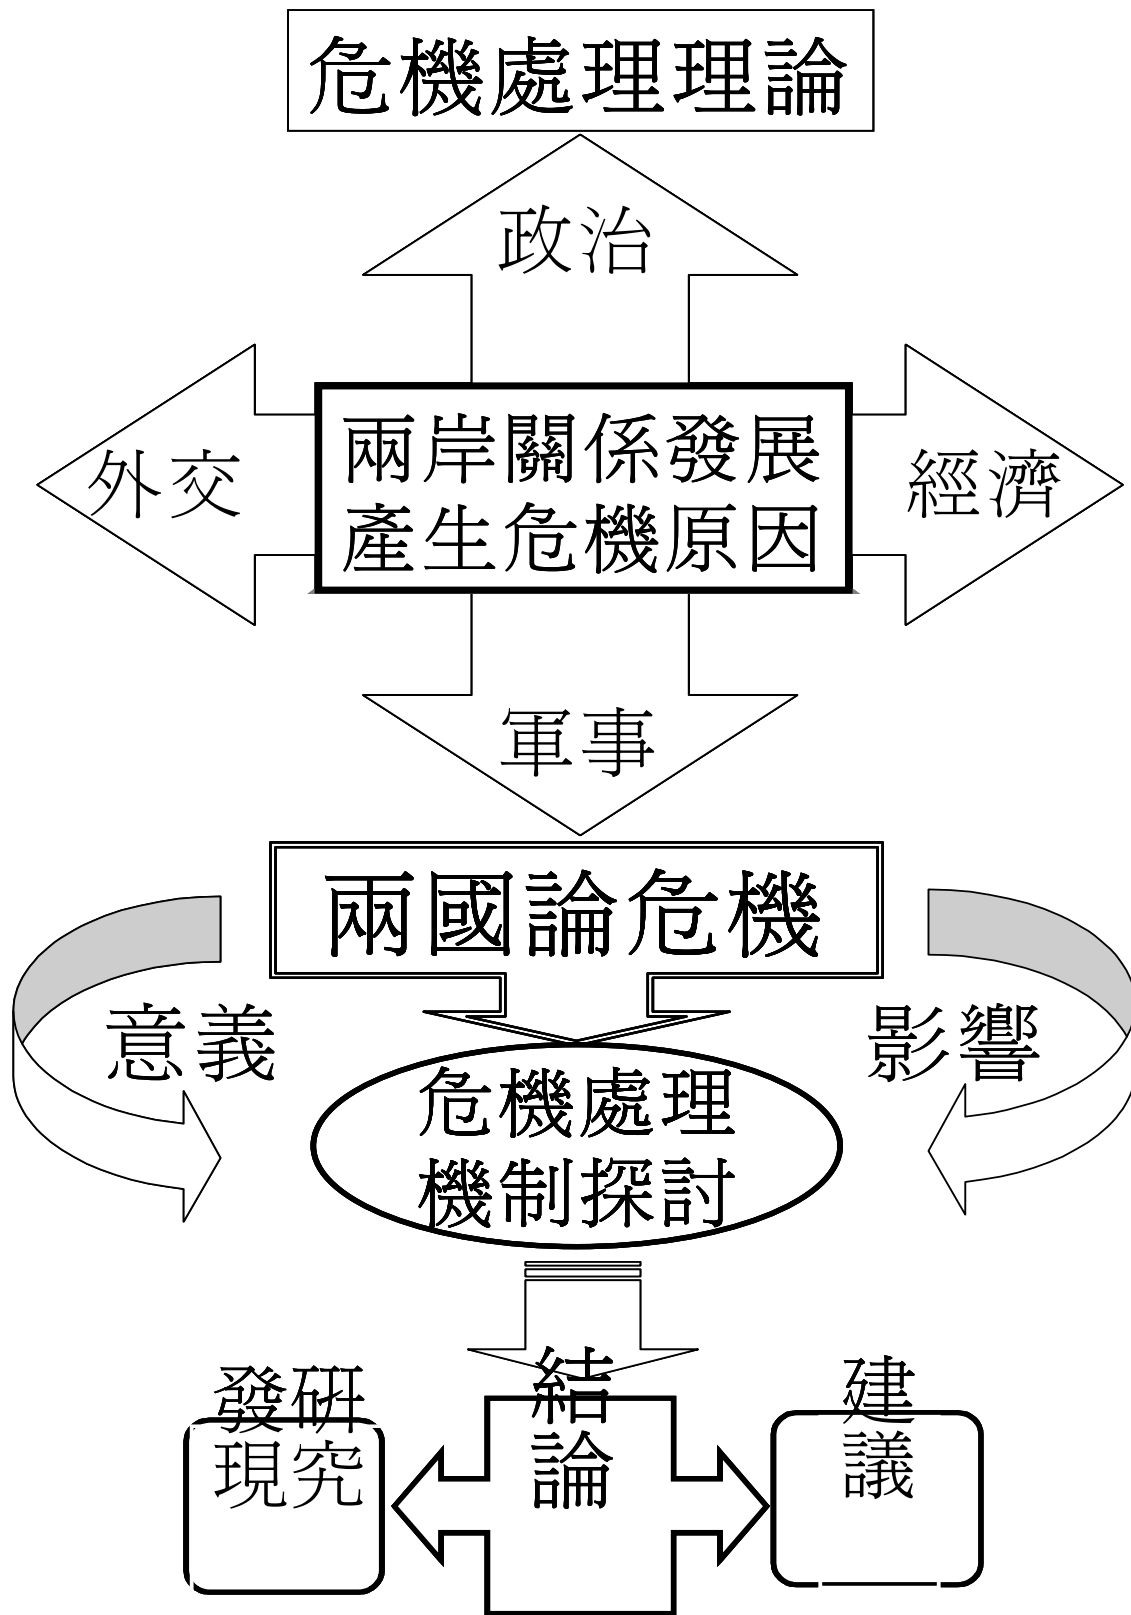 危機處理理論
政治
外交
兩岸關係發展
產生危機原因
經濟
軍事
兩國論危機
意義
影響
危機處理
機制探討
結
論
發研
現究
建
議